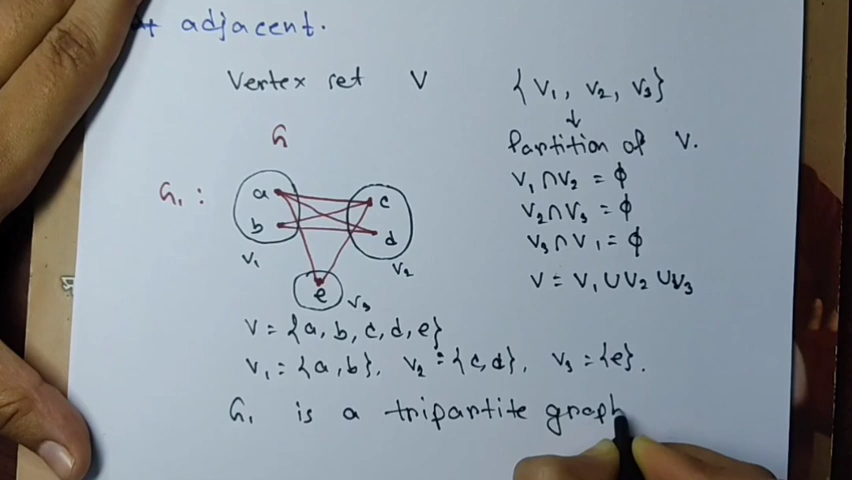 adjacent.
Vertex set V
{V₁, V₂, V₃}
↓
Partition of V.
G
V₁∩V₂ = ϕ
V₂∩V₃ = ϕ
V₃∩V₁ = ϕ
V = V₁∪V₂∪V₃
G₁ :
a
b
c
d
e
V₁
V₂
V₃
V = {a, b, c, d, e}
V₁ = {a, b}, V₂ = {c, d}, V₃ = {e}.
G₁ is a tripartite graph